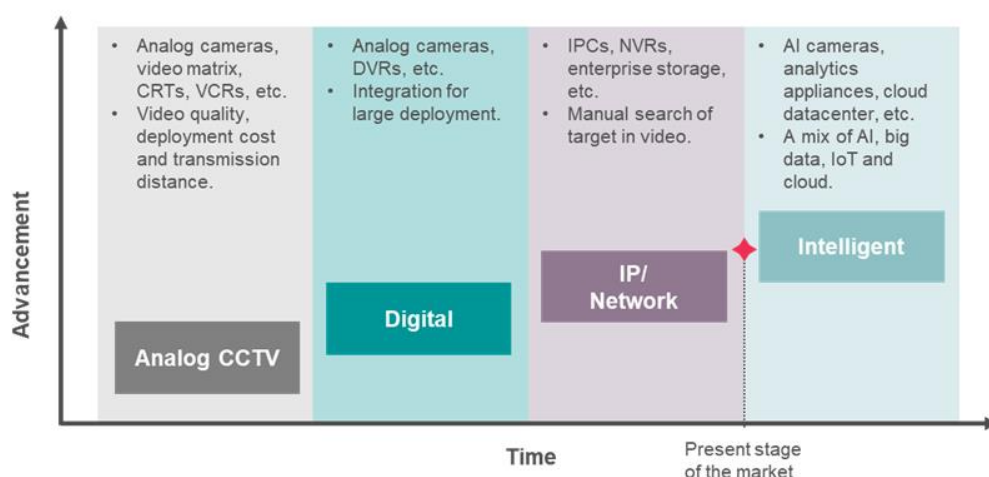 • Analog cameras,
video matrix,
CRTs, VCRs, etc.
• Video quality,
deployment cost
and transmission
distance.
• Analog cameras,
DVRs, etc.
• Integration for
large deployment.
• IPCs, NVRs,
enterprise storage,
etc.
• Manual search of
target in video.
• AI cameras,
analytics
appliances, cloud
datacenter, etc.
• A mix of AI, big
data, IoT and
cloud.
Advancement
Analog CCTV
Digital
IP/
Network
Intelligent
Time
Present stage
of the market